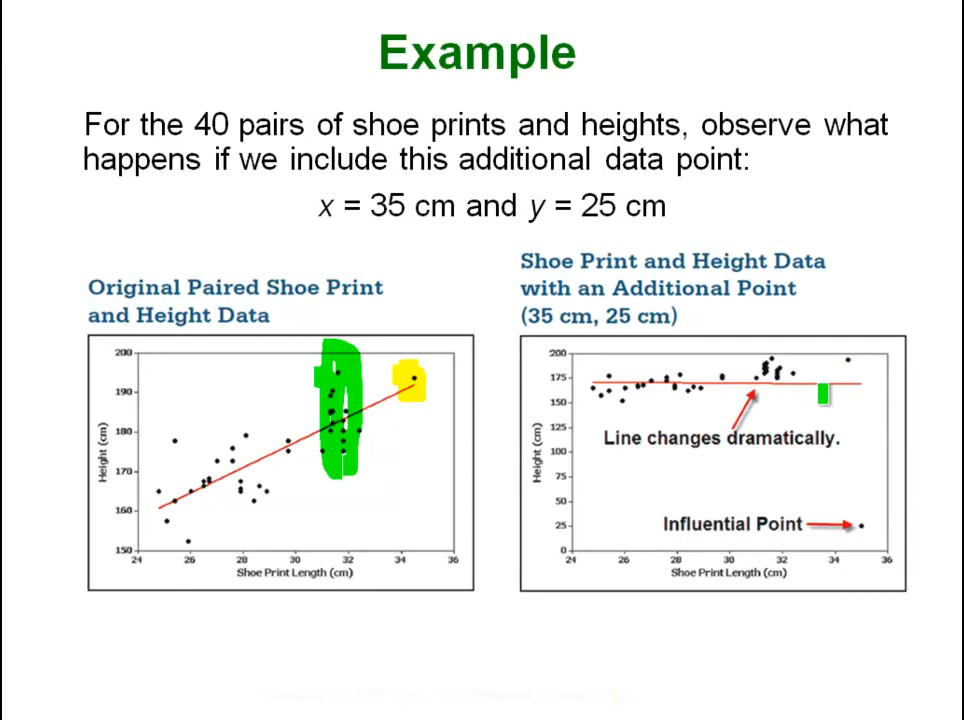 Example
For the 40 pairs of shoe prints and heights, observe what
happens if we include this additional data point:
x = 35 cm and y = 25 cm
Original Paired Shoe Print
and Height Data
200
190
180
170
160
150
Height (cm)
24 26 28 30 32 34 36
Shoe Print Length (cm)
Shoe Print and Height Data
with an Additional Point
(35 cm, 25 cm)
200
175
150
125
100
75
50
25
0
Height (cm)
Line changes dramatically.
Influential Point
24 26 28 30 32 34 36
Shoe Print Length (cm)